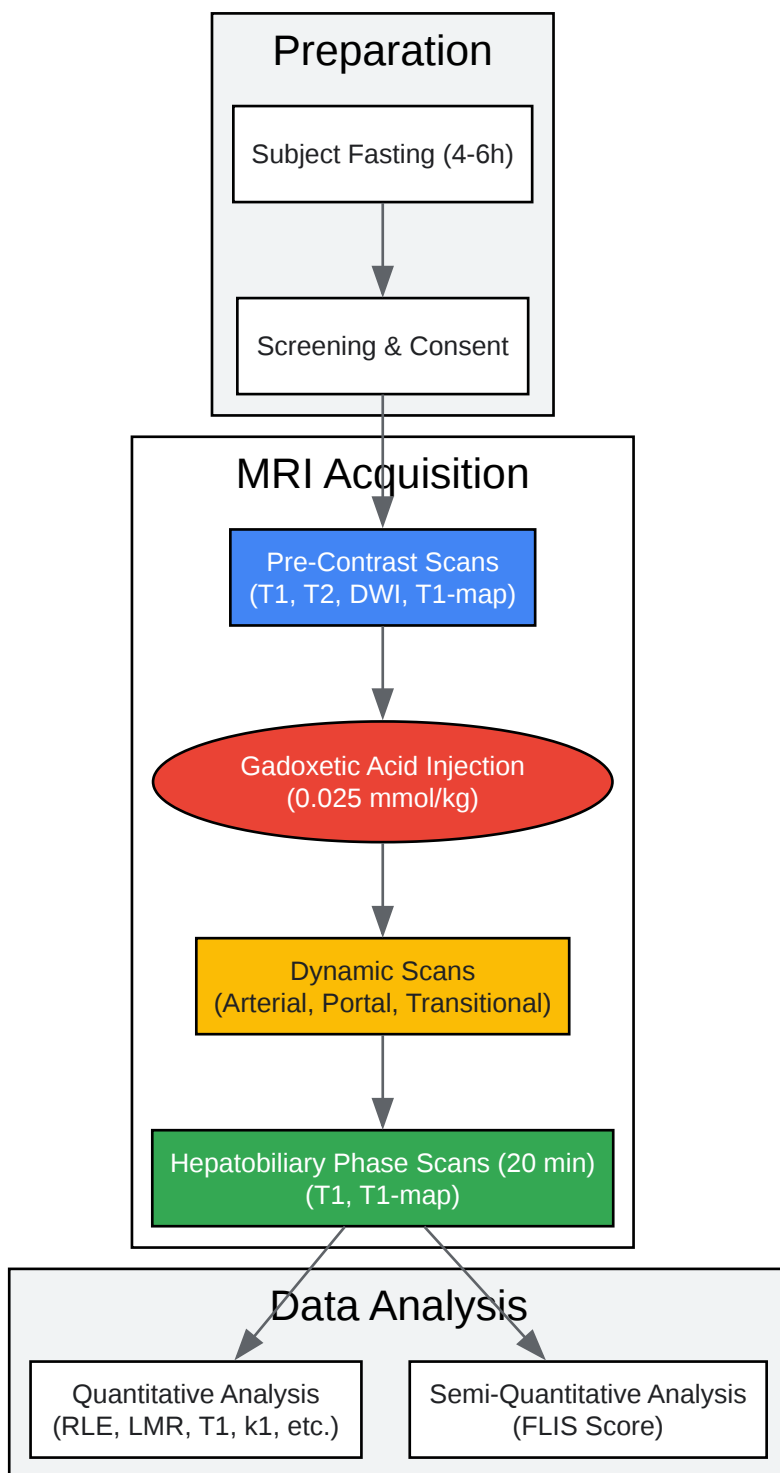 Preparation
Subject Fasting (4-6h)
Screening & Consent
MRI Acquisition
Pre-Contrast Scans
(T1, T2, DWI, T1-map)
Gadoxetic Acid Injection
(0.025 mmol/kg)
Dynamic Scans
(Arterial, Portal, Transitional)
Hepatobiliary Phase Scans (20 min)
(T1, T1-map)
Data Analysis
Quantitative Analysis
(RLE, LMR, T1, k1, etc.)
Semi-Quantitative Analysis
(FLIS Score)